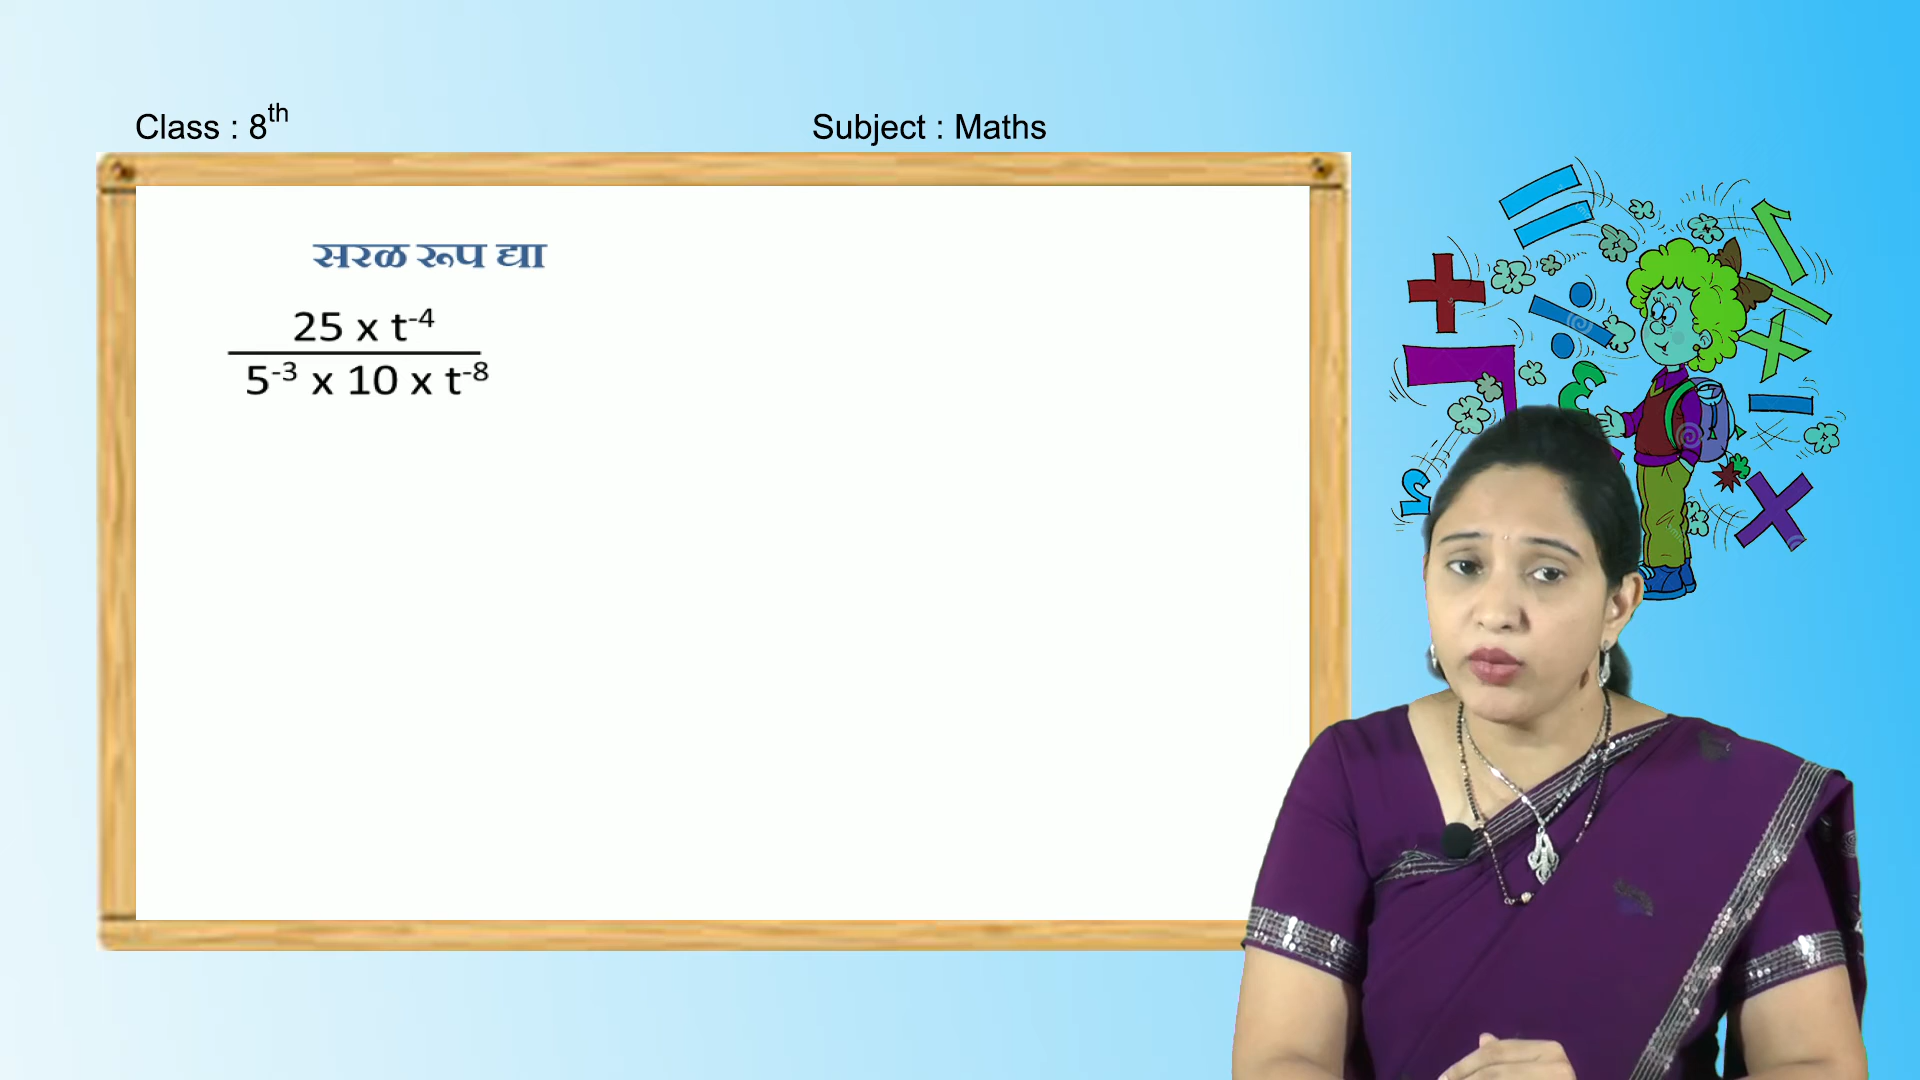 Class : 8th
Subject : Maths
सरळ रूप द्या
25 x t-4
5-3 x 10 x t-8